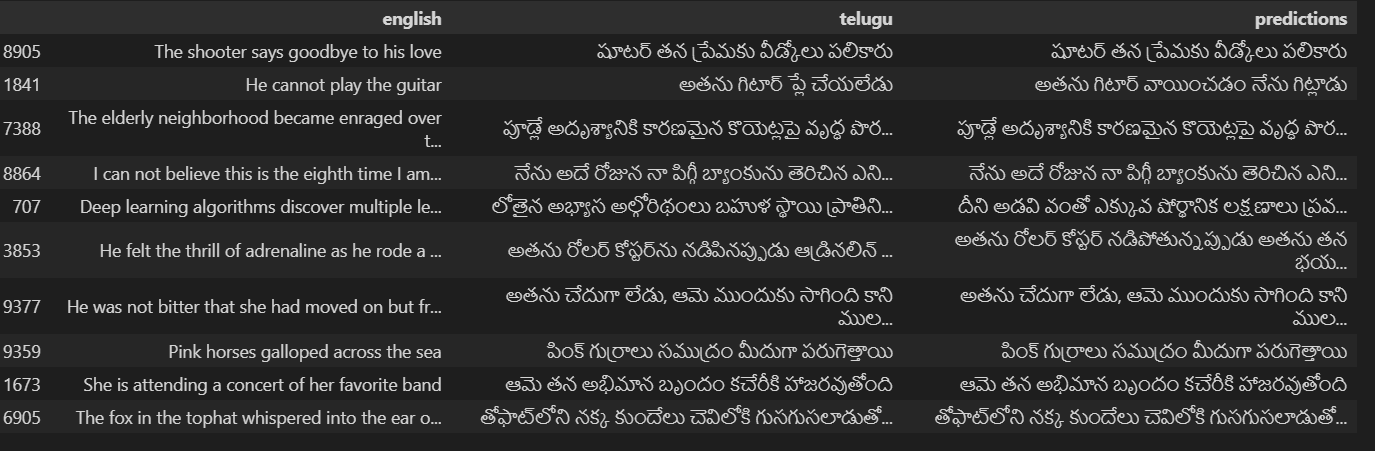 english telugu predictions
8905 The shooter says goodbye to his love షూటర్ తన ప్రేమకు వీడ్కోలు పలికారు షూటర్ తన ప్రేమకు వీడ్కోలు పలికారు
1841 He cannot play the guitar అతను గిటార్ ప్లే చేయలేడు అతను గిటార్ వాయించడం నేను గిట్లాడు
7388 The elderly neighborhood became enraged over t... పూడ్లే అదృశ్యానికి కారణమైన కొయెట్లపై వృద్ధ పొర... పూడ్లే అదృశ్యానికి కారణమైన కొయెట్లపై వృద్ధ పొర...
8864 I can not believe this is the eighth time I am... నేను అదే రోజున నా పిగ్గీ బ్యాంకును తెరిచిన ఎని... నేను అదే రోజున నా పిగ్గీ బ్యాంకును తెరిచిన ఎని...
707 Deep learning algorithms discover multiple le... లోతైన అభ్యాస అల్గోరిథంలు బహుళ స్థాయి ప్రాతిని... దీని అడవి వంతో ఎక్కువ షోర్థానిక లక్షణాలు ప్రవ...
3853 He felt the thrill of adrenaline as he rode a ... అతను రోలర్ కోస్టర్‌ను నడిపినప్పుడు ఆడ్రినలిన్ ... అతను రోలర్ కోస్టర్ నడిపోతున్నప్పుడు అతను తన భయ...
9377 He was not bitter that she had moved on but fr... అతను చేదుగా లేడు, ఆమె ముందుకు సాగింది కాని ముల... అతను చేదుగా లేడు, ఆమె ముందుకు సాగింది కాని ముల...
9359 Pink horses galloped across the sea పింక్ గుర్రాలు సముద్రం మీదుగా పరుగెత్తాయి పింక్ గుర్రాలు సముద్రం మీదుగా పరుగెత్తాయి
1673 She is attending a concert of her favorite band ఆమె తన అభిమాన బృందం కచేరీకి హాజరవుతోంది ఆమె తన అభిమాన బృందం కచేరీకి హాజరవుతోంది
6905 The fox in the tophat whispered into the ear o... తోఫాట్‌లోని నక్క కుందేలు చెవిలోకి గుసగుసలాడుతో... తోఫాట్‌లోని నక్క కుందేలు చెవిలోకి గుసగుసలాడుతో...